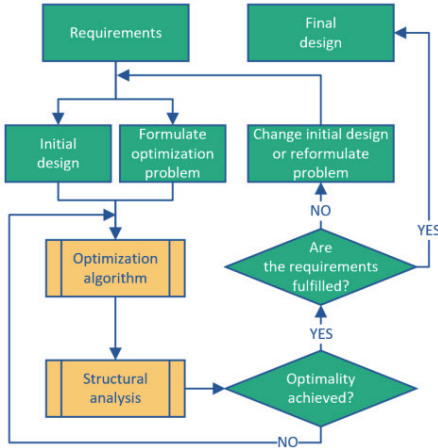 Requirements
Final
design
Initial
design
Formulate
optimization
problem
Change initial design
or reformulate
problem
NO
YES
Are
the requirements
fulfilled?
Optimization
algorithm
YES
Structural
analysis
Optimality
achieved?
NO